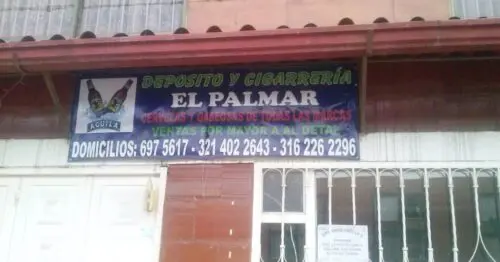 DEPOSITO Y CIGARRERÍA
EL PALMAR
CERVEZAS Y GASEOSAS DE TODAS LAS MARCAS
VENTAS POR MAYOR A AL DETAL
DOMICILIOS: 697 5617 - 321 402 2643 - 316 226 2296
AGUILA